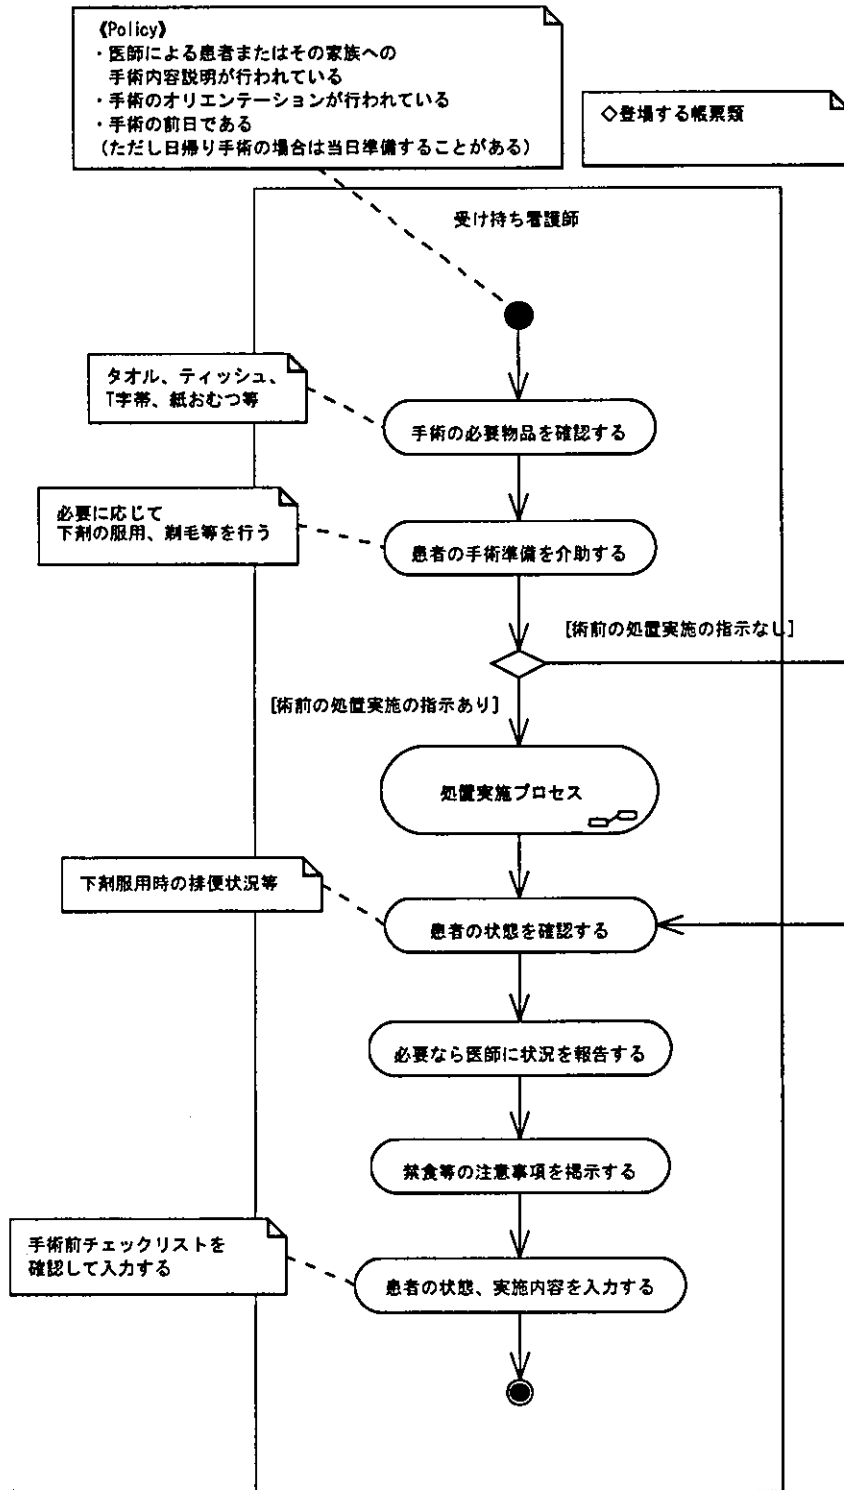 《Policy》
・医師による患者またはその家族への
手術内容説明が行われている
・手術のオリエンテーションが行われている
・手術の前日である
(ただし日帰り手術の場合は当日準備することがある)
◇登場する帳票類
受け持ち看護師
タオル、ティッシュ、
T字帯、紙おむつ等
手術の必要物品を確認する
必要に応じて
下剤の服用、剃毛等を行う
患者の手術準備を介助する
[術前の処置実施の指示なし]
[術前の処置実施の指示あり]
処置実施プロセス
下剤服用時の排便状況等
患者の状態を確認する
必要なら医師に状況を報告する
禁食等の注意事項を掲示する
手術前チェックリストを
確認して入力する
患者の状態、実施内容を入力する